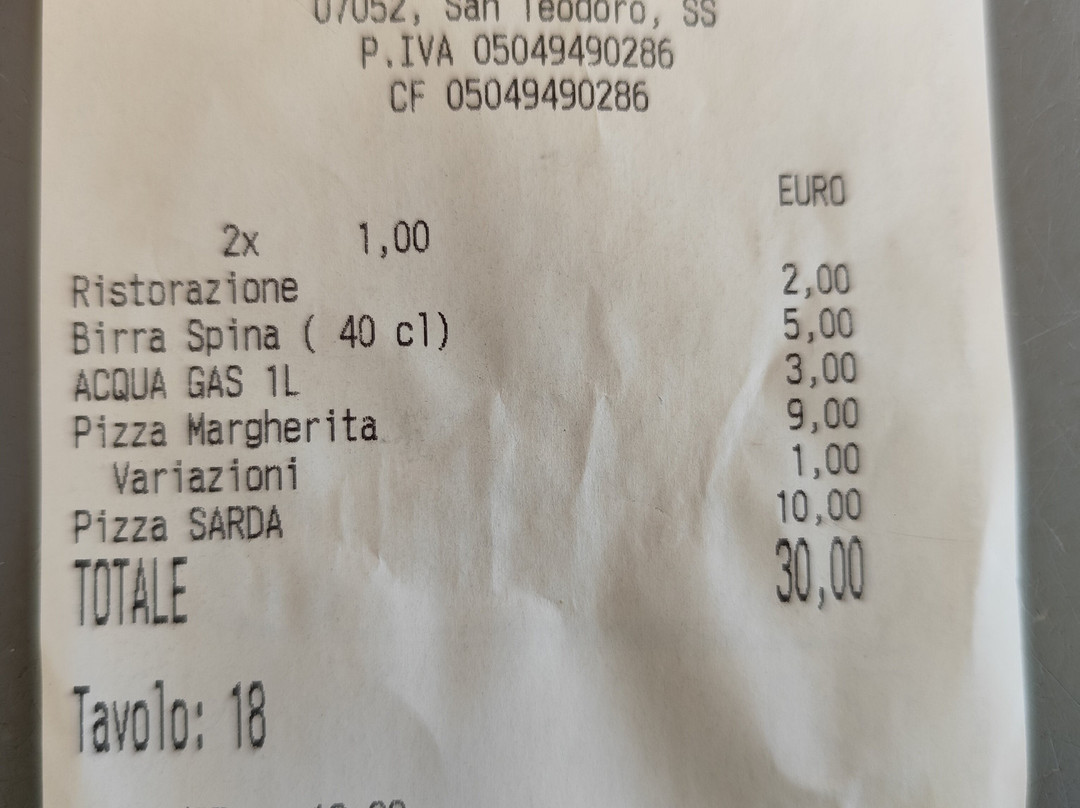 07052, San Teodoro, SS
P.IVA 05049490286
CF 05049490286
EURO
2x 1,00
Ristorazione 2,00
Birra Spina ( 40 cl) 5,00
ACQUA GAS 1L 3,00
Pizza Margherita 9,00
Variazioni 1,00
Pizza SARDA 10,00
TOTALE 30,00
Tavolo: 18